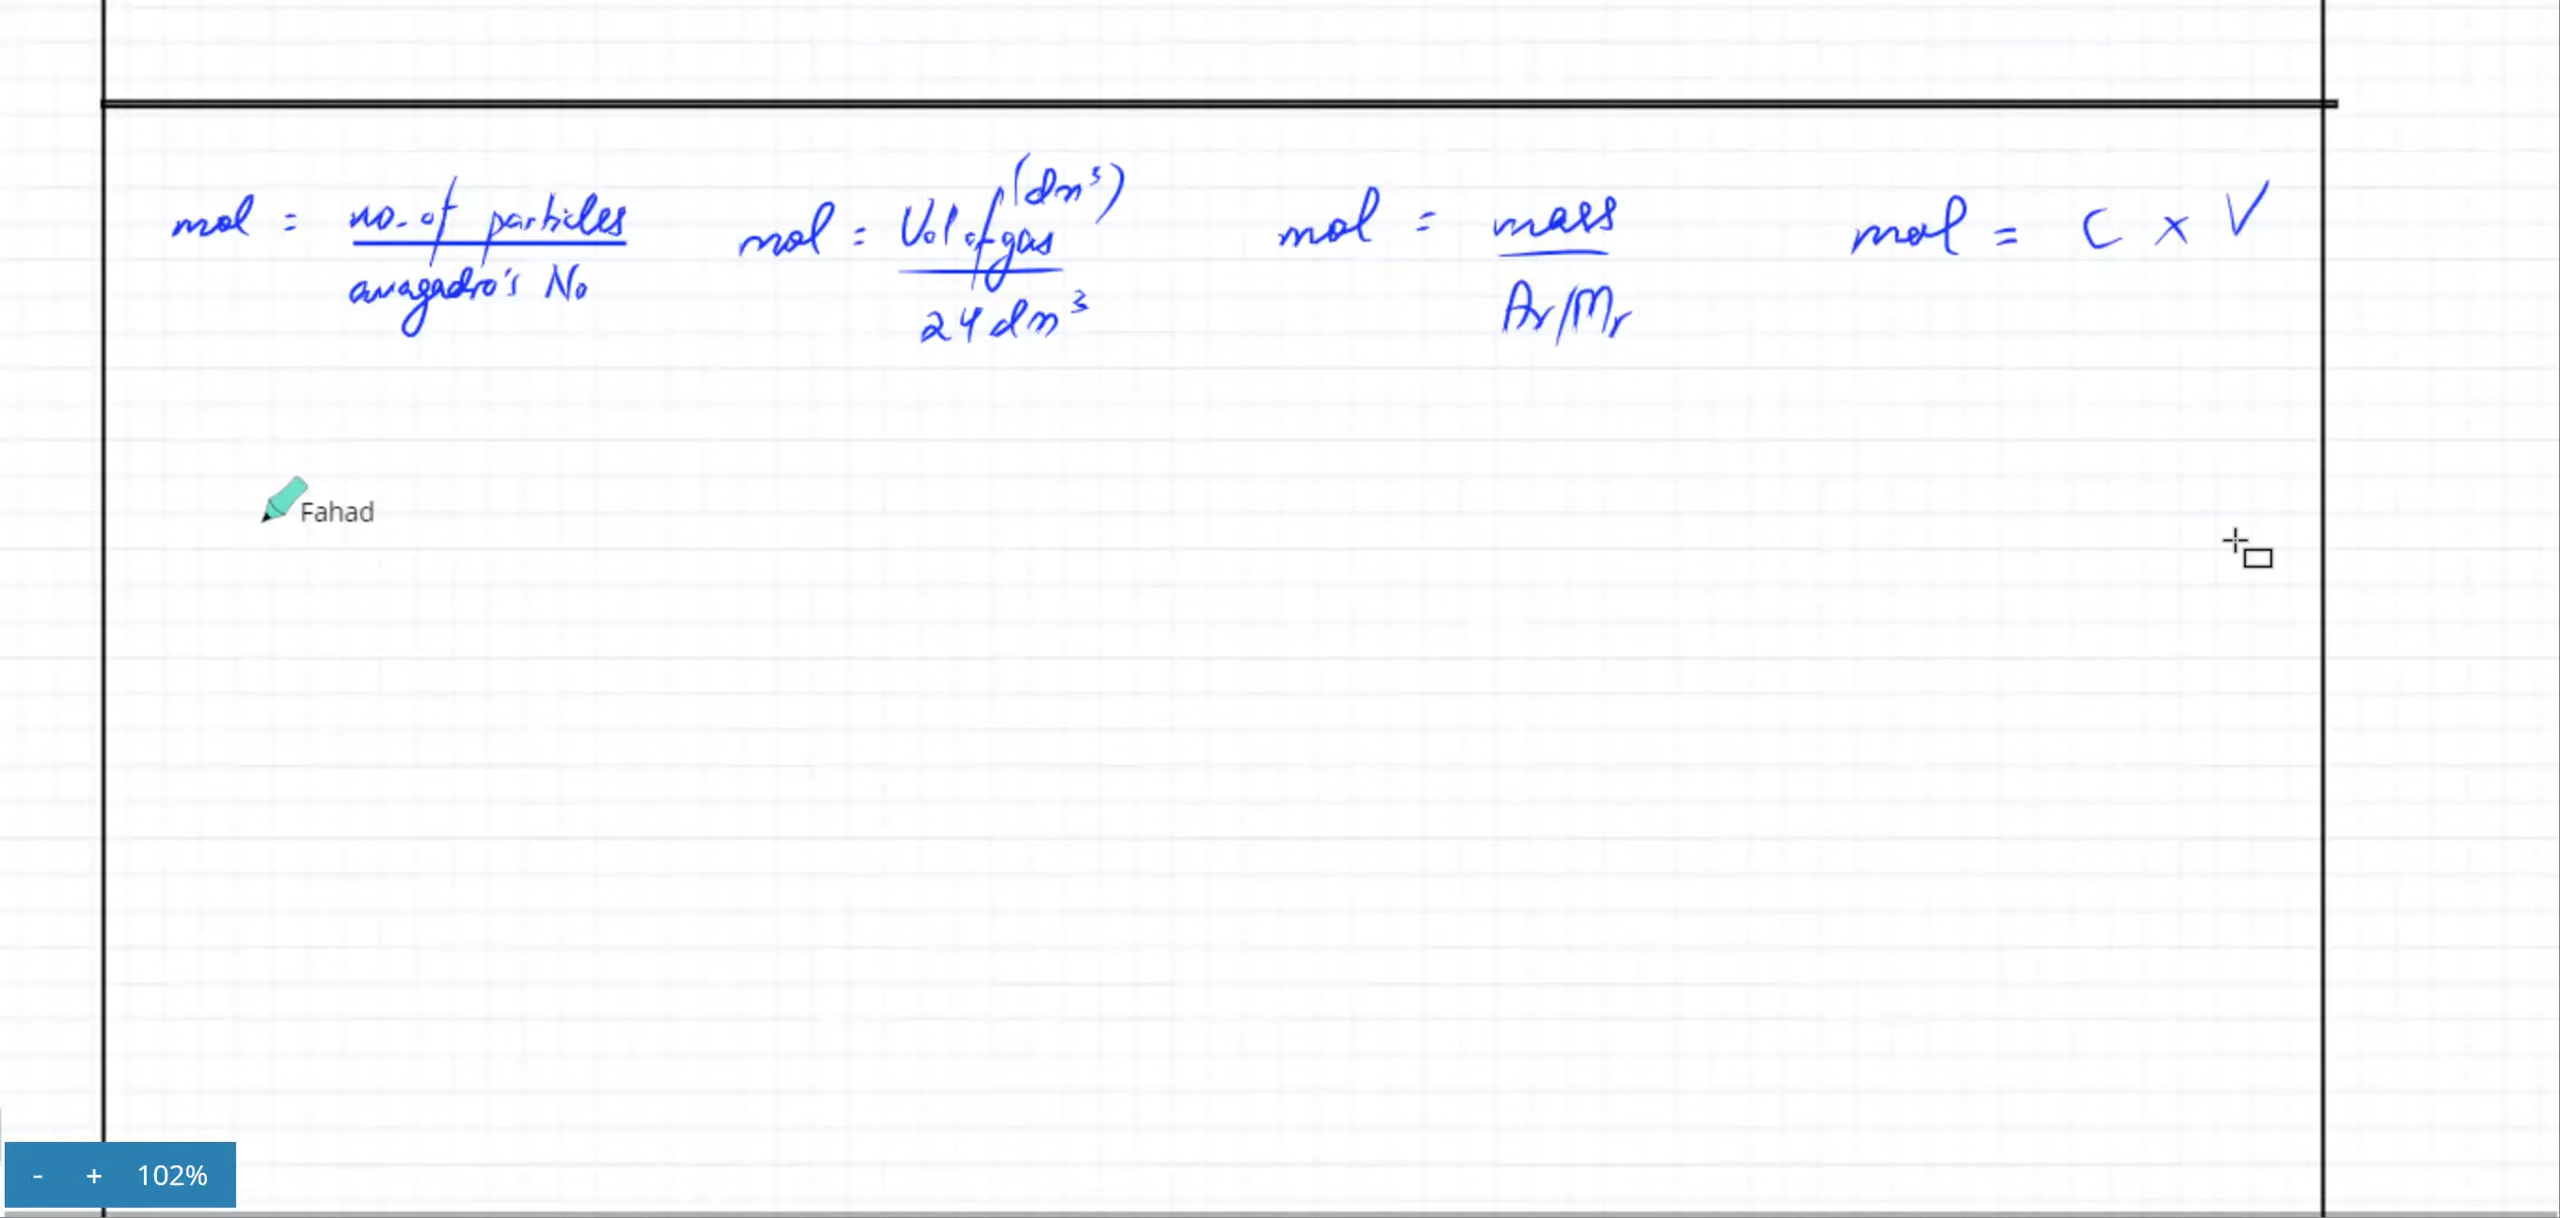 mol = no. of particles / avagadro's No
mol = Vol of gas (dm³) / 24 dm³
mol = mass / Ar/Mr
mol = C × V
Fahad
- + 102%